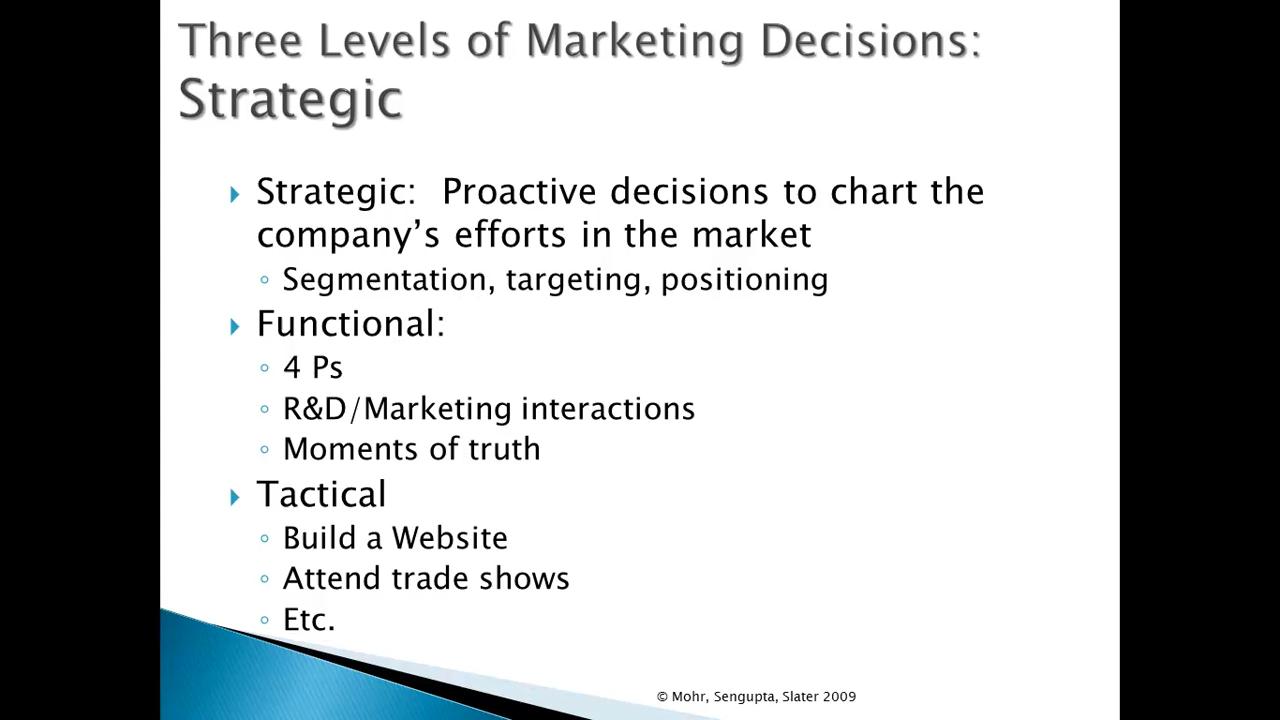 Three Levels of Marketing Decisions:
Strategic
Strategic: Proactive decisions to chart the
company's efforts in the market
Segmentation, targeting, positioning
Functional:
4 Ps
R&D/Marketing interactions
Moments of truth
Tactical
Build a Website
Attend trade shows
Etc.
© Mohr, Sengupta, Slater 2009